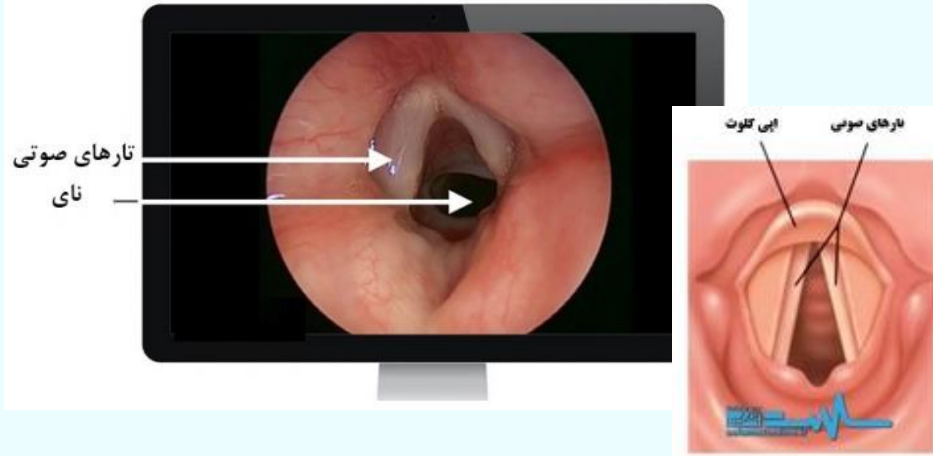 تارهای صوتی
نای
اپی گلوت
تارهای صوتی